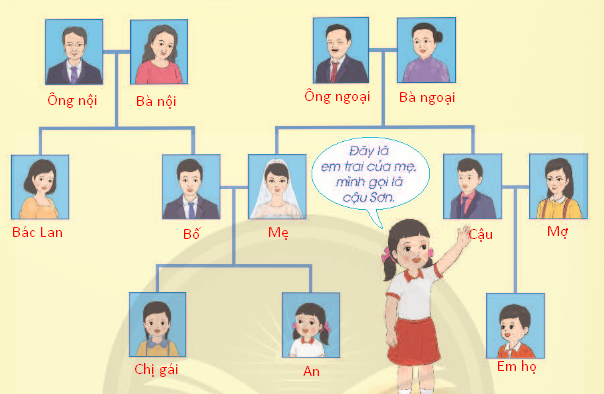 Ông nội
Bà nội
Ông ngoại
Bà ngoại
Đây là
em trai của mẹ,
mình gọi là
cậu Sơn.
Bác Lan
Bố
Mẹ
Cậu
Mợ
Chị gái
An
Em họ